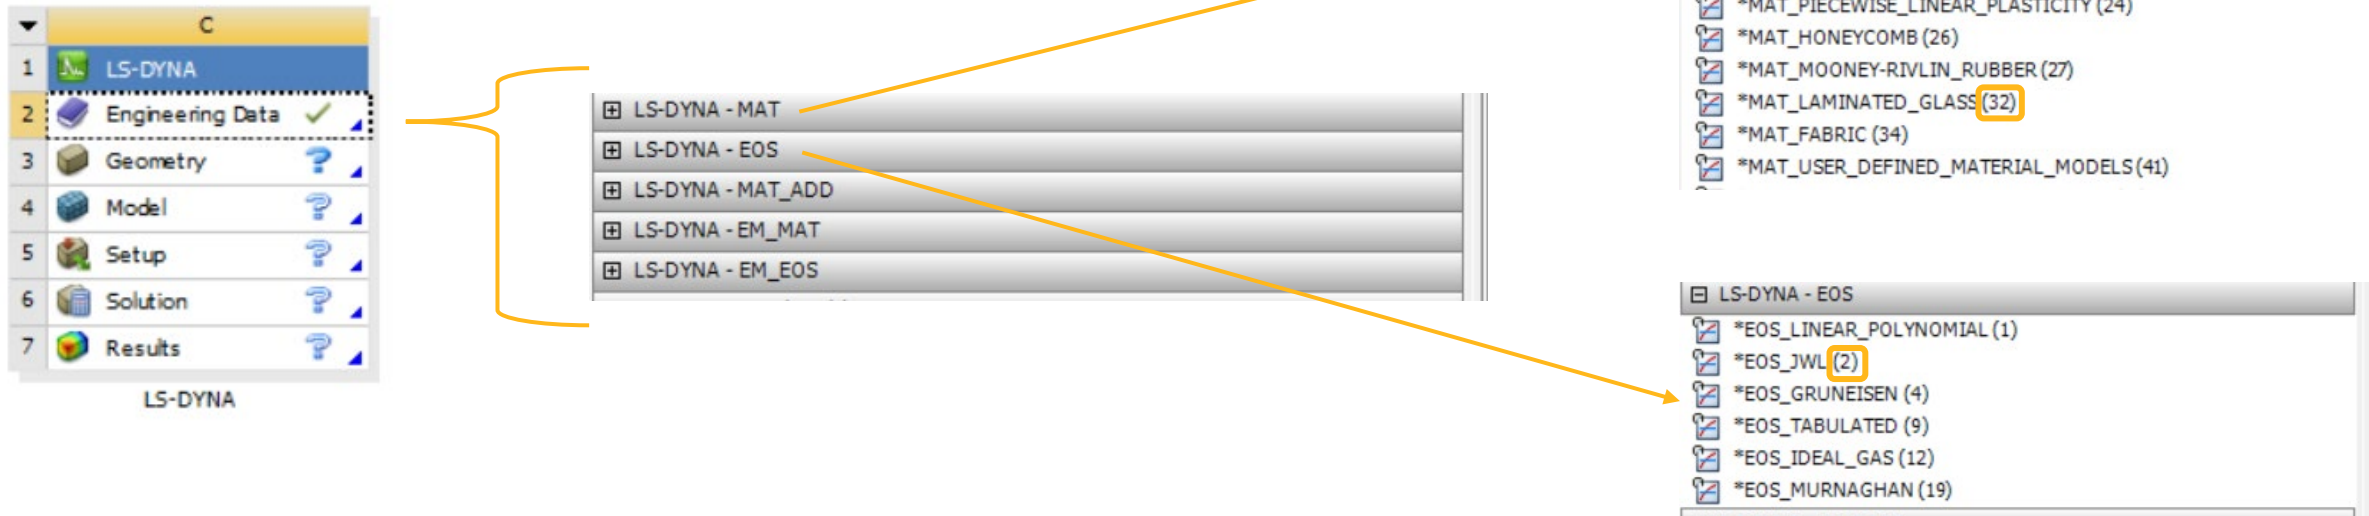 C
1 LS-DYNA
2 Engineering Data
3 Geometry ?
4 Model ?
5 Setup ?
6 Solution ?
7 Results ?
LS-DYNA
LS-DYNA - MAT
LS-DYNA - EOS
LS-DYNA - MAT_ADD
LS-DYNA - EM_MAT
LS-DYNA - EM_EOS
*MAT_PIECEWISE_LINEAR_PLASTICITY (24)
*MAT_HONEYCOMB (26)
*MAT_MOONEY-RIVLIN_RUBBER (27)
*MAT_LAMINATED_GLASS (32)
*MAT_FABRIC (34)
*MAT_USER_DEFINED_MATERIAL_MODELS (41)
LS-DYNA - EOS
*EOS_LINEAR_POLYNOMIAL (1)
*EOS_JWL (2)
*EOS_GRUNEISEN (4)
*EOS_TABULATED (9)
*EOS_IDEAL_GAS (12)
*EOS_MURNAGHAN (19)